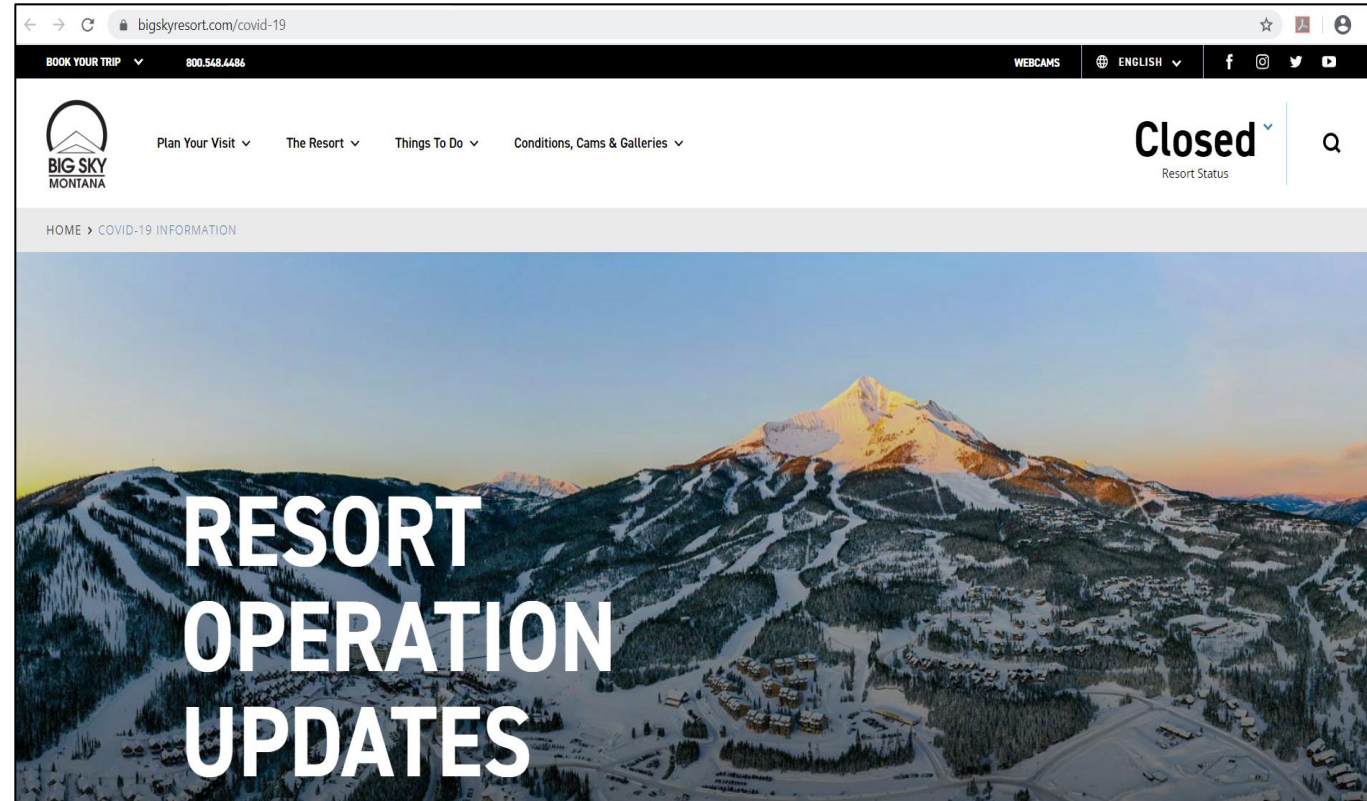 bigskyresort.com/covid-19
BOOK YOUR TRIP 800.548.4486 WEBCAMS ENGLISH
BIG SKY
MONTANA
Plan Your Visit The Resort Things To Do Conditions, Cams & Galleries
Closed
Resort Status
HOME > COVID-19 INFORMATION
RESORT
OPERATION
UPDATES